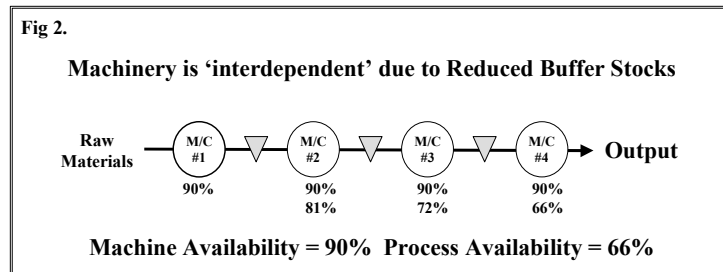 Fig 2.
Machinery is ‘interdependent’ due to Reduced Buffer Stocks
Raw
Materials
M/C
#1
M/C
#2
M/C
#3
M/C
#4
Output
90%
90%
90%
90%
81%
72%
66%
Machine Availability = 90% Process Availability = 66%